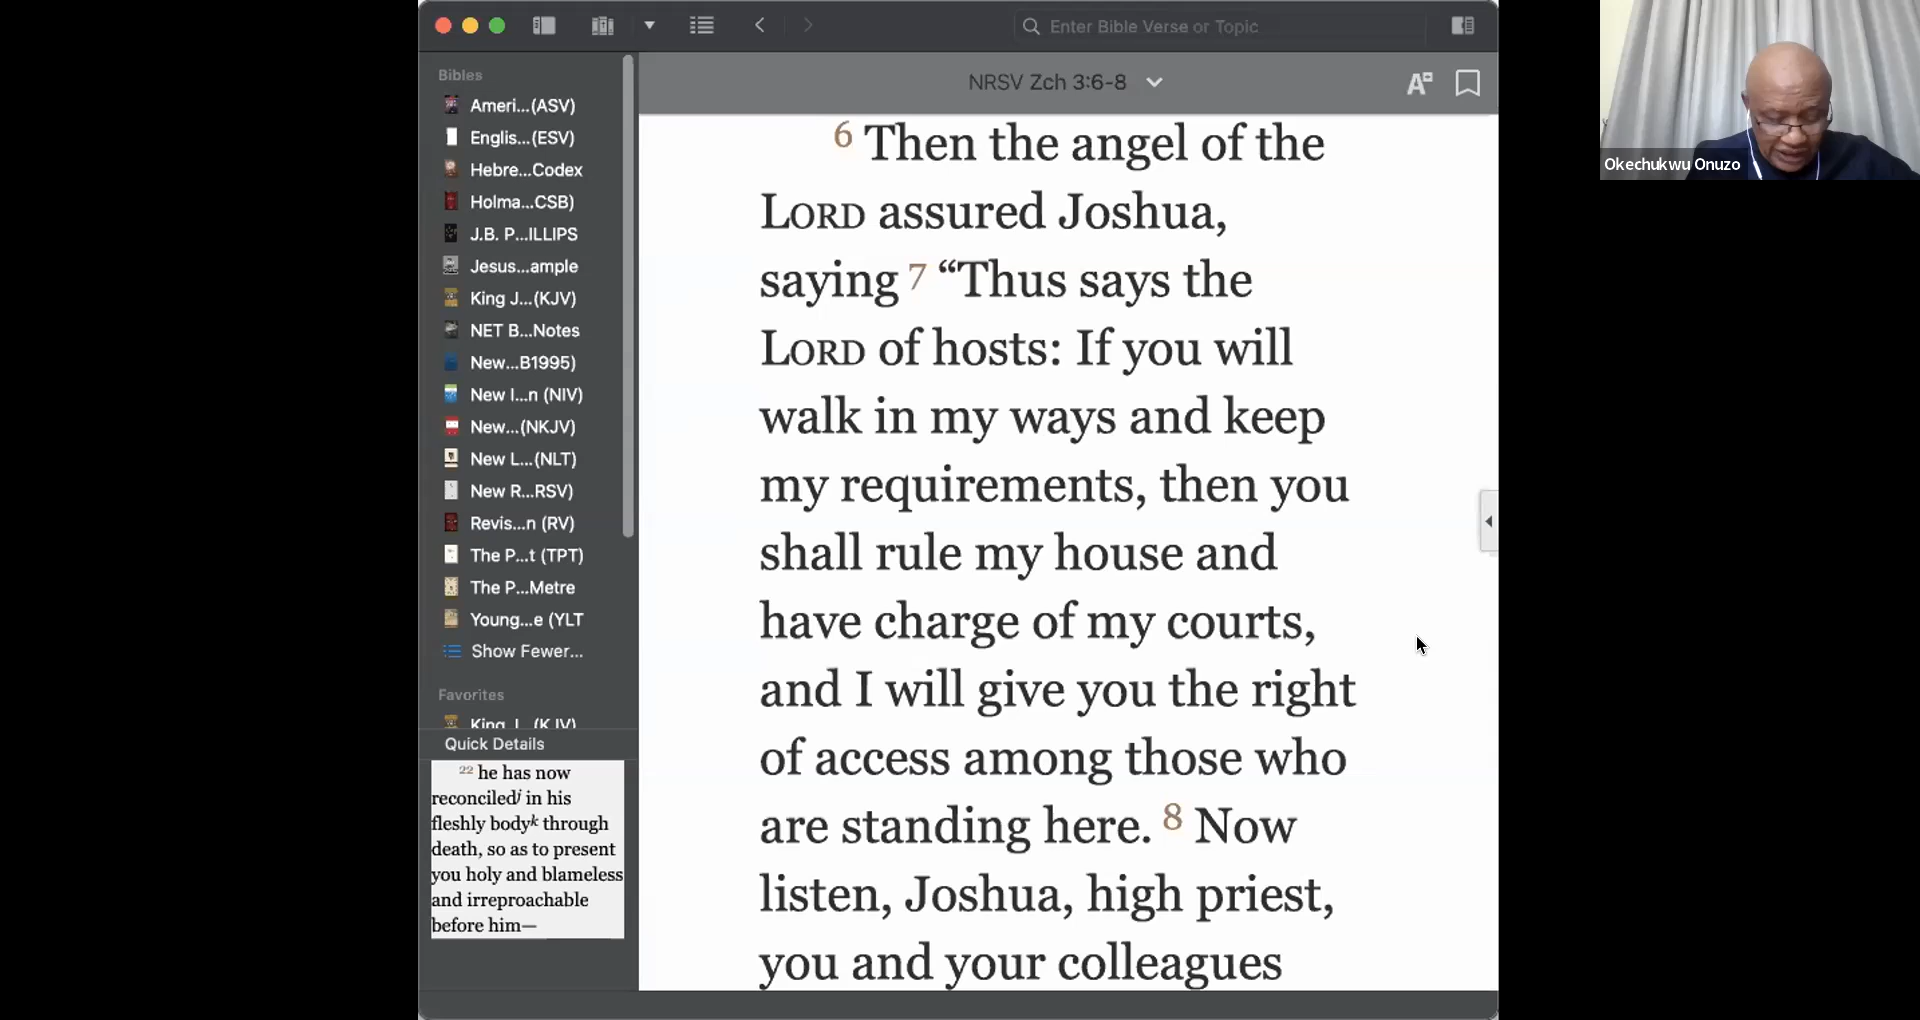 Enter Bible Verse or Topic
Bibles
Ameri...(ASV)
Englis...(ESV)
Hebre...Codex
Holma...CSB)
J.B. P...ILLIPS
Jesus...ample
King J...(KJV)
NET B...Notes
New...B1995)
New I...n (NIV)
New...(NKJV)
New L...(NLT)
New R...RSV)
Revis...n (RV)
The P...t (TPT)
The P...Metre
Young...e (YLT
Show Fewer...
Favorites
King J...(KJV)
Quick Details
22 he has now
reconciledj in his
fleshly bodyk through
death, so as to present
you holy and blameless
and irreproachable
before him—
NRSV Zch 3:6-8
6 Then the angel of the
LORD assured Joshua,
saying 7 “Thus says the
LORD of hosts: If you will
walk in my ways and keep
my requirements, then you
shall rule my house and
have charge of my courts,
and I will give you the right
of access among those who
are standing here. 8 Now
listen, Joshua, high priest,
you and your colleagues
Okechukwu Onuzo